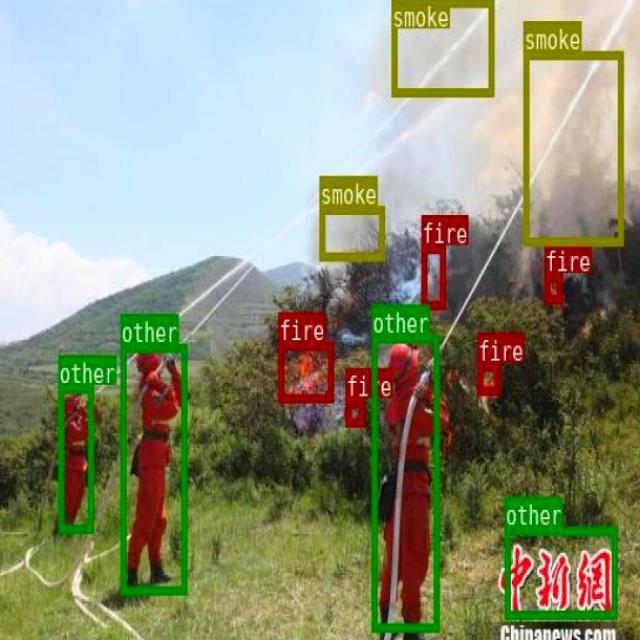 smoke
smoke
smoke
fire
fire
other
fire
other
fire
other
fire
other
中新網
Chinanews.com